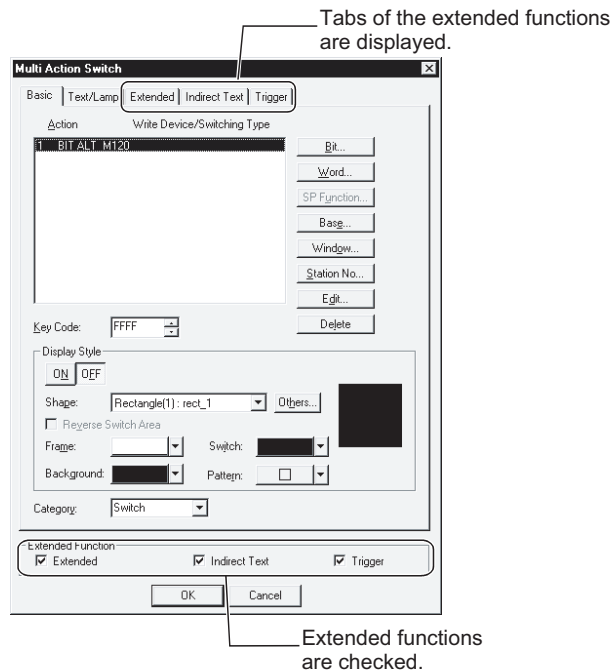 Tabs of the extended functions
are displayed.
Multi Action Switch
Basic Text/Lamp Extended Indirect Text Trigger
Action Write Device/Switching Type
1 BIT ALT M120
Bit...
Word...
SP Function...
Base...
Window...
Station No...
Edit...
Delete
Key Code: FFFF
Display Style
ON OFF
Shape: Rectangle(1) : rect_1 Others...
Reverse Switch Area
Frame: Switch:
Background: Pattern:
Category: Switch
Extended Function
Extended Indirect Text Trigger
OK Cancel
Extended functions
are checked.